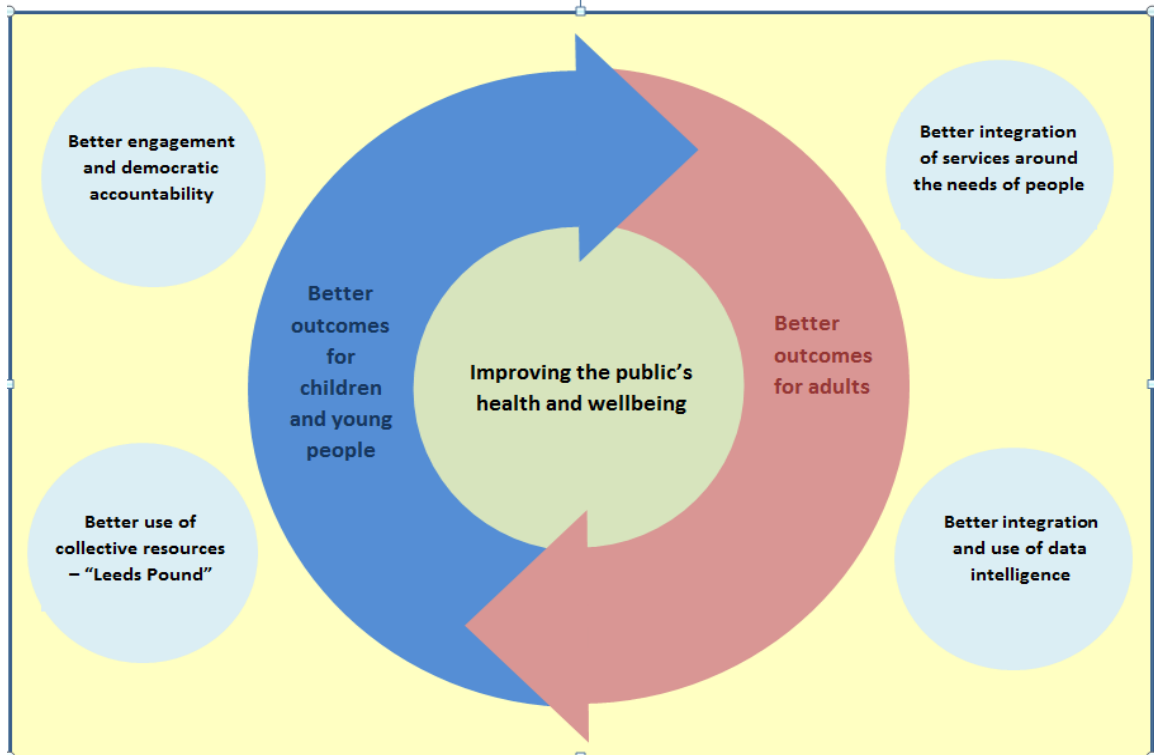 Better engagement
and democratic
accountability
Better integration
of services around
the needs of people
Better
outcomes
for
children
and young
people
Improving the public’s
health and wellbeing
Better
outcomes
for adults
Better use of
collective resources
– “Leeds Pound”
Better integration
and use of data
intelligence